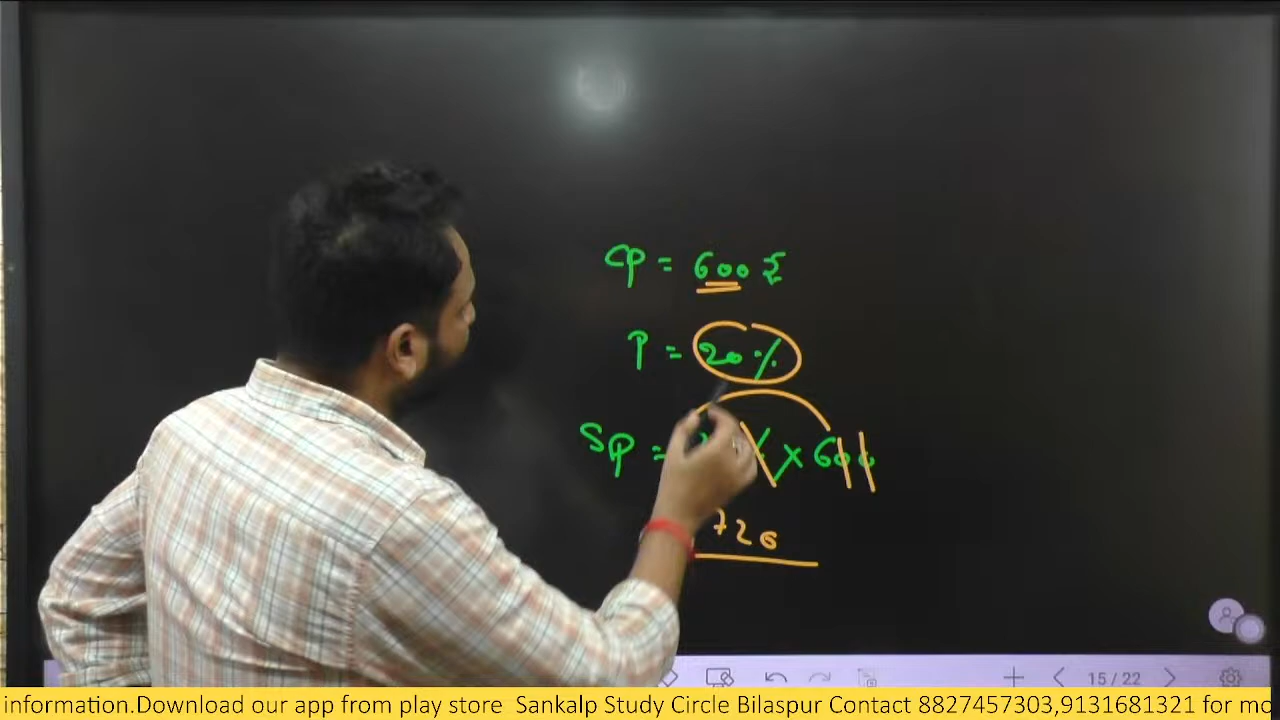 CP = 600 ₹
P = 20%
SP = % × 600
720
15 / 22
information.Download our app from play store Sankalp Study Circle Bilaspur Contact 8827457303,9131681321 for mo